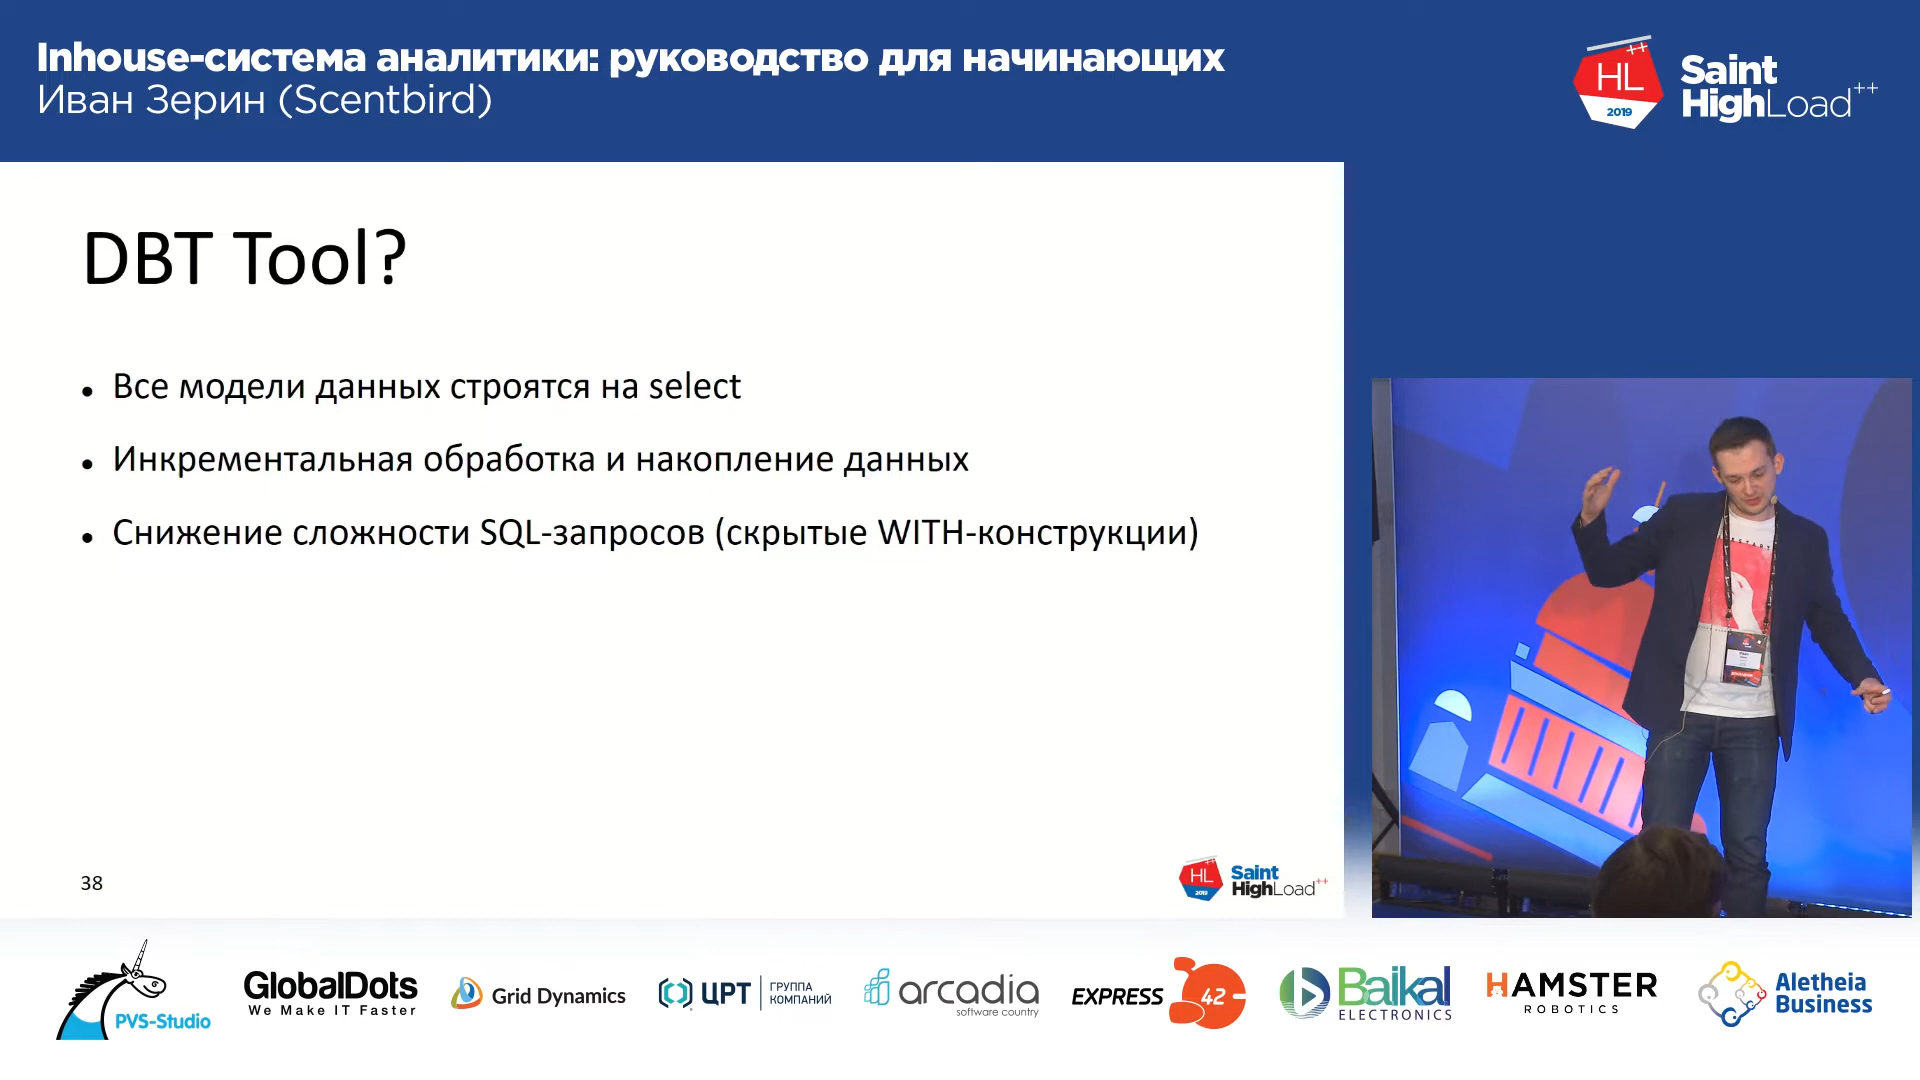 Inhouse-система аналитики: руководство для начинающих
Иван Зерин (Scentbird)
HL ++
2019
Saint
HighLoad++
DBT Tool?
• Все модели данных строятся на select
• Инкрементальная обработка и накопление данных
• Снижение сложности SQL-запросов (скрытые WITH-конструкции)
38
HL
2019
Saint
HighLoad++
PVS-Studio
GlobalDots
We Make IT Faster
Grid Dynamics
ЦРТ ГРУППА
КОМПАНИЙ
arcadia
software country
EXPRESS 42
Baikal
ELECTRONICS
HAMSTER
ROBOTICS
Aletheia
Business